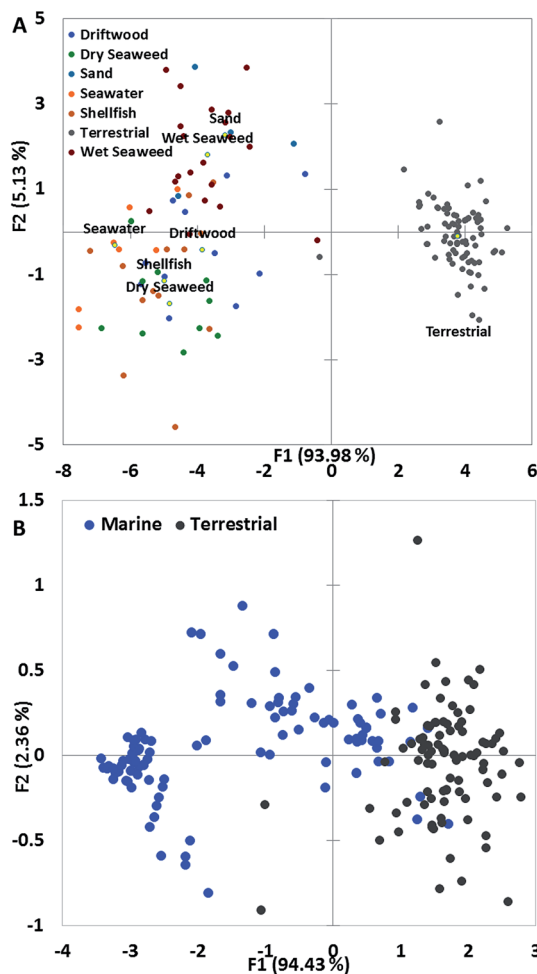 A
5
Driftwood
Dry Seaweed
Sand
Seawater
Shellfish
Terrestrial
Wet Seaweed
3
1
-1
-3
-5
F2 (5.13 %)
Sand
Wet Seaweed
Seawater
Driftwood
Shellfish
Dry Seaweed
Terrestrial
-8 -6 -4 -2 0 2 4 6
F1 (93.98 %)
B
1.5
Marine Terrestrial
1
0.5
0.0
-0.5
-1
F2 (2.36 %)
-4 -3 -2 -1 0 1 2 3
F1 (94.43 %)